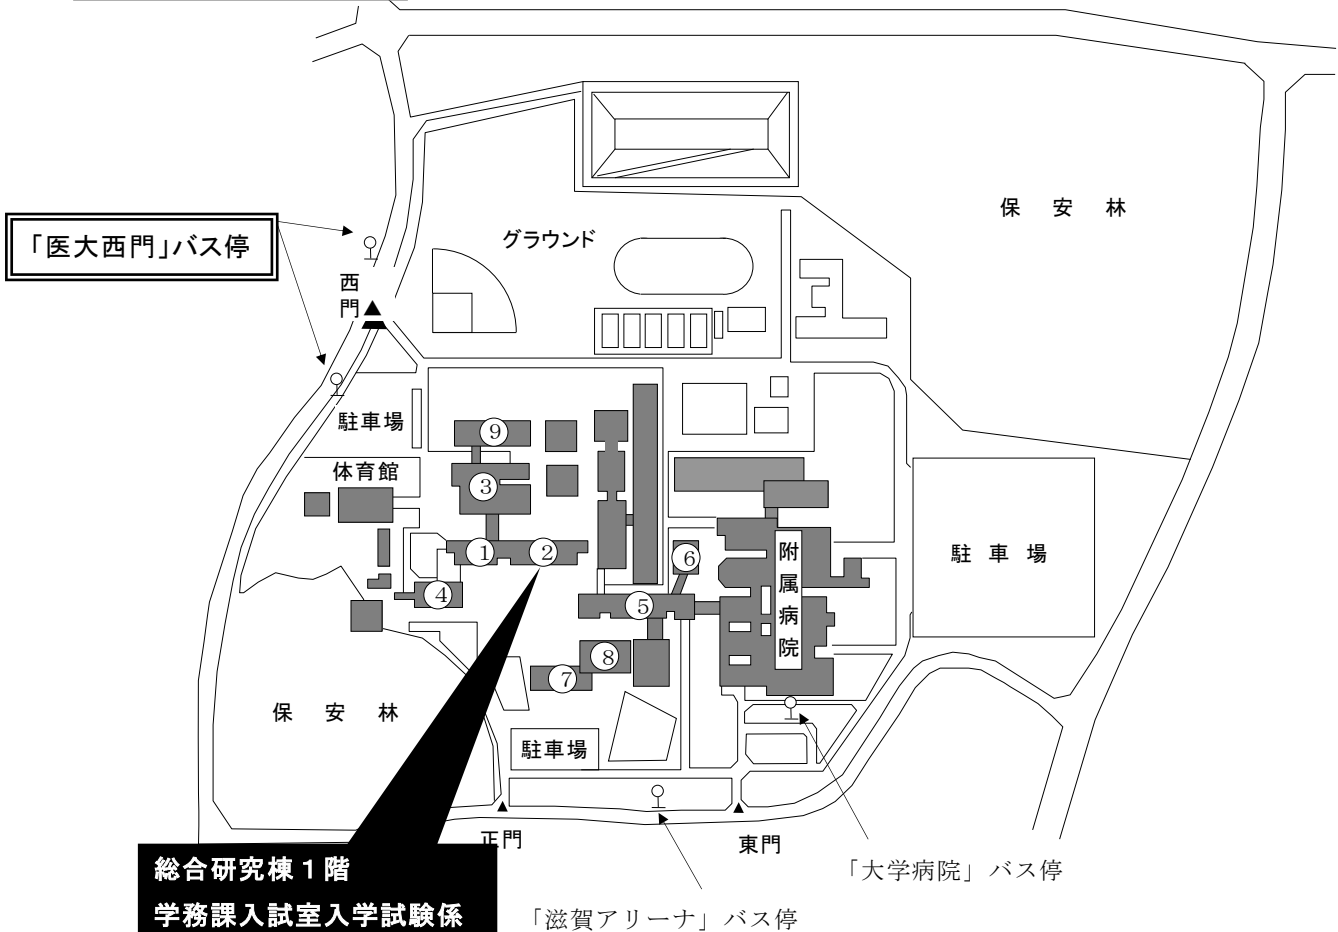 保 安 林
「医大西門」バス停
グラウンド
西門
駐車場
⑨
体育館
③
①
②
⑥
附属病院
駐 車 場
④
⑤
⑧
⑦
保 安 林
駐車場
正門
東門
総合研究棟１階
学務課入試室入学試験係
「大学病院」バス停
「滋賀アリーナ」バス停